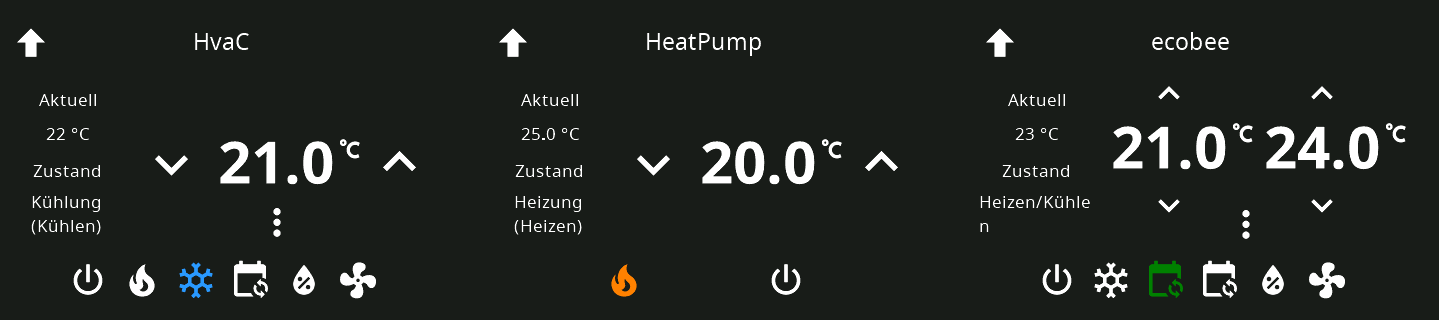 HvaC
Aktuell
22 °C
Zustand
Kühlung
(Kühlen)
21.0 °C
HeatPump
Aktuell
25.0 °C
Zustand
Heizung
(Heizen)
20.0 °C
ecobee
Aktuell
23 °C
Zustand
Heizen/Kühle
n
21.0 °C 24.0 °C